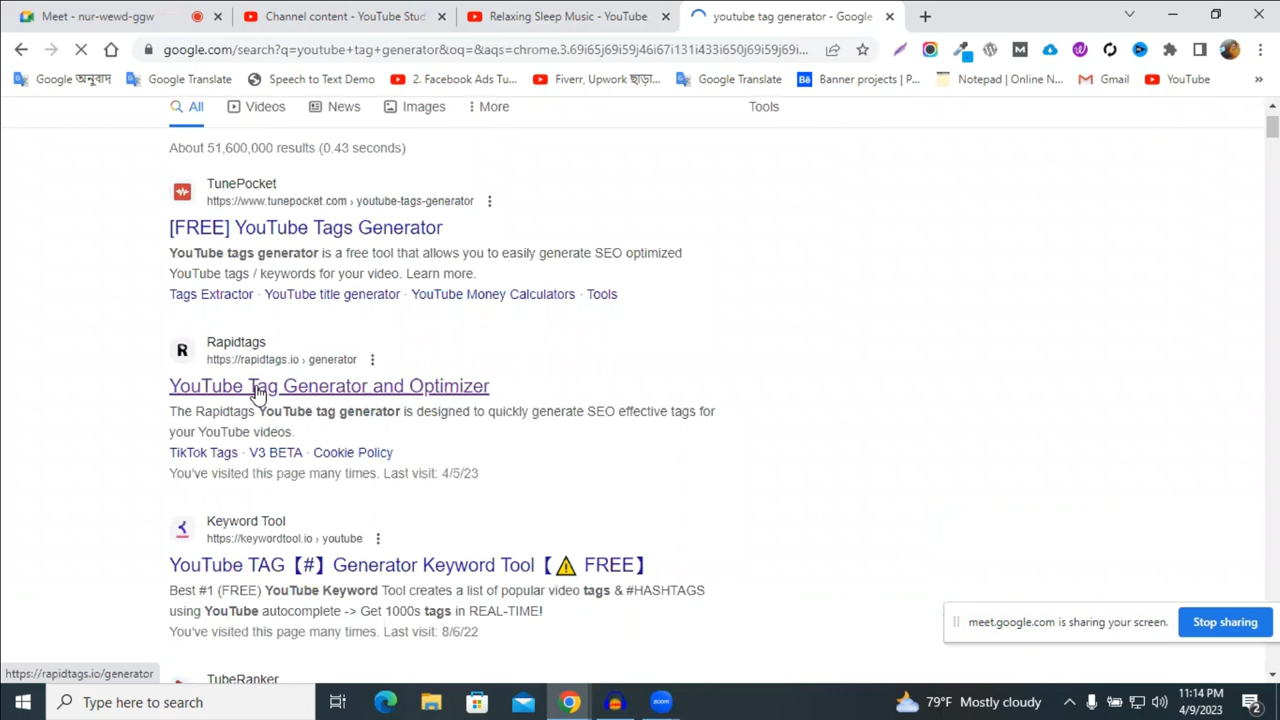 Meet - nur-wewd-ggw
Channel content - YouTube Stud
Relaxing Sleep Music - YouTube
youtube tag generator - Google
google.com/search?q=youtube+tag+generator&oq=&aqs=chrome.3.69i65j69i59j46i67i131i433i650j69i59j69i59i...
Google অনুবাদ
Google Translate
Speech to Text Demo
2. Facebook Ads Tu...
Fiverr, Upwork ছাড়া...
Google Translate
Banner projects | P...
Notepad | Online N...
Gmail
YouTube
»
All
Videos
News
Images
More
Tools
About 51,600,000 results (0.43 seconds)
TunePocket
https://www.tunepocket.com › youtube-tags-generator
[FREE] YouTube Tags Generator
YouTube tags generator is a free tool that allows you to easily generate SEO optimized
YouTube tags / keywords for your video. Learn more.
Tags Extractor · YouTube title generator · YouTube Money Calculators · Tools
R
Rapidtags
https://rapidtags.io › generator
YouTube Tag Generator and Optimizer
The Rapidtags YouTube tag generator is designed to quickly generate SEO effective tags for
your YouTube videos.
TikTok Tags · V3 BETA · Cookie Policy
You've visited this page many times. Last visit: 4/5/23
Keyword Tool
https://keywordtool.io › youtube
YouTube TAG【#】Generator Keyword Tool【⚠ FREE】
Best #1 (FREE) YouTube Keyword Tool creates a list of popular video tags & #HASHTAGS
using YouTube autocomplete -> Get 1000s tags in REAL-TIME!
You've visited this page many times. Last visit: 8/6/22
TubeRanker
meet.google.com is sharing your screen.
Stop sharing
https://rapidtags.io/generator
Type here to search
zoom
79°F Mostly cloudy
11:14 PM
4/9/2023
2